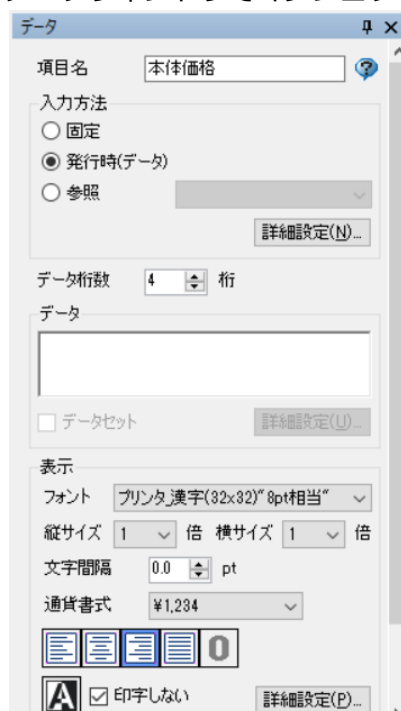 データ
項目名 本体価格
入力方法
固定
発行時(データ)
参照
詳細設定(N)...
データ桁数 4 桁
データ
データセット 詳細設定(U)...
表示
フォント プリンタ漢字(32x32)"8pt相当"
縦サイズ 1 倍 横サイズ 1 倍
文字間隔 0.0 pt
通貨書式 ¥1,234
0
A 印字しない 詳細設定(P)...